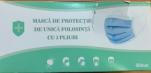 MASCĂ DE PROTECȚIE
DE UNICĂ FOLOSINȚĂ
CU 3 PLIURI